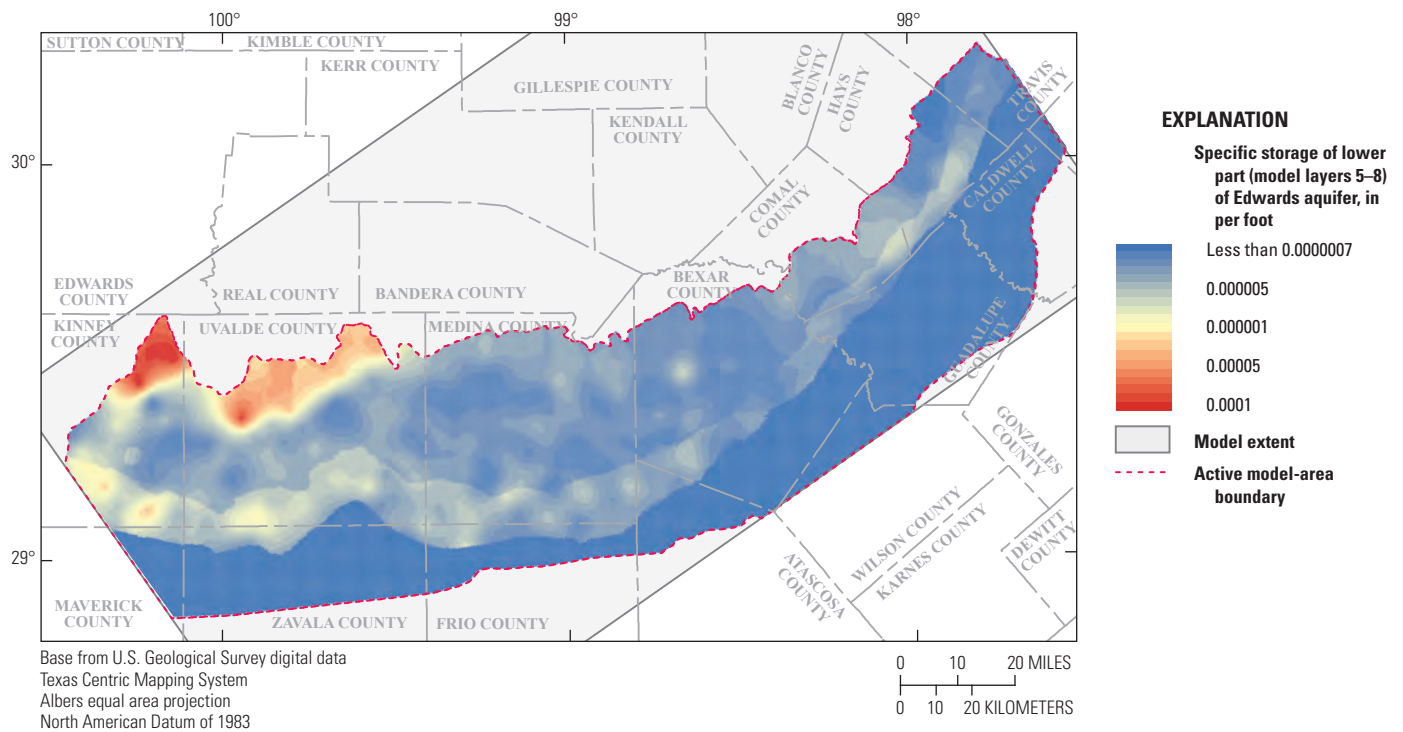 100°
99°
98°
SUTTON COUNTY
KIMBLE COUNTY
KERR COUNTY
GILLESPIE COUNTY
BLANCO
COUNTY
HAYS
COUNTY
TRAVIS
COUNTY
KENDALL
COUNTY
30°
CALDWELL
COUNTY
COMAL
COUNTY
EDWARDS
COUNTY
REAL COUNTY
BANDERA COUNTY
BEXAR
COUNTY
KINNEY
COUNTY
UVALDE COUNTY
MEDINA COUNTY
GUADALUPE
COUNTY
GONZALES
COUNTY
WILSON COUNTY
KARNES COUNTY
DEWITT
COUNTY
29°
ATASCOSA
COUNTY
MAVERICK
COUNTY
ZAVALA COUNTY
FRIO COUNTY
EXPLANATION
Specific storage of lower
part (model layers 5–8)
of Edwards aquifer, in
per foot
Less than 0.0000007
0.000005
0.000001
0.00005
0.0001
Model extent
Active model-area
boundary
Base from U.S. Geological Survey digital data
Texas Centric Mapping System
Albers equal area projection
North American Datum of 1983
0 10 20 MILES
0 10 20 KILOMETERS